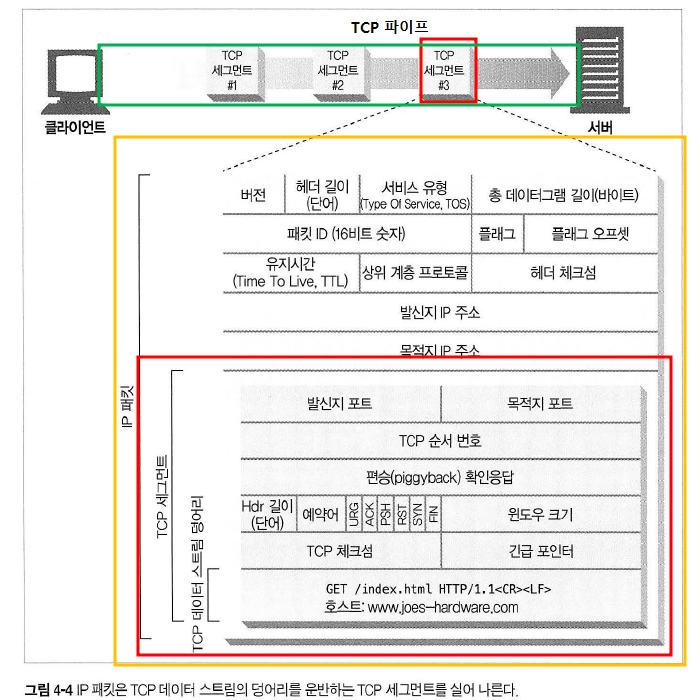 TCP 파이프
TCP
세그먼트
#1
TCP
세그먼트
#2
TCP
세그먼트
#3
클라이언트
서버
버전
헤더 길이
(단어)
서비스 유형
(Type Of Service, TOS)
총 데이터그램 길이(바이트)
패킷 ID (16비트 숫자)
플래그
플래그 오프셋
유지시간
(Time To Live, TTL)
상위 계층 프로토콜
헤더 체크섬
발신지 IP 주소
목적지 IP 주소
IP 패킷
TCP 세그먼트
TCP 데이터 스트림 덩어리
발신지 포트
목적지 포트
TCP 순서 번호
편승(piggyback) 확인응답
Hdr 길이
(단어)
예약어
URG
ACK
PSH
RST
SYN
FIN
윈도우 크기
TCP 체크섬
긴급 포인터
GET /index.html HTTP/1.1<CR><LF>
호스트: www.joes-hardware.com
그림 4-4 IP 패킷은 TCP 데이터 스트림의 덩어리를 운반하는 TCP 세그먼트를 실어 나른다.